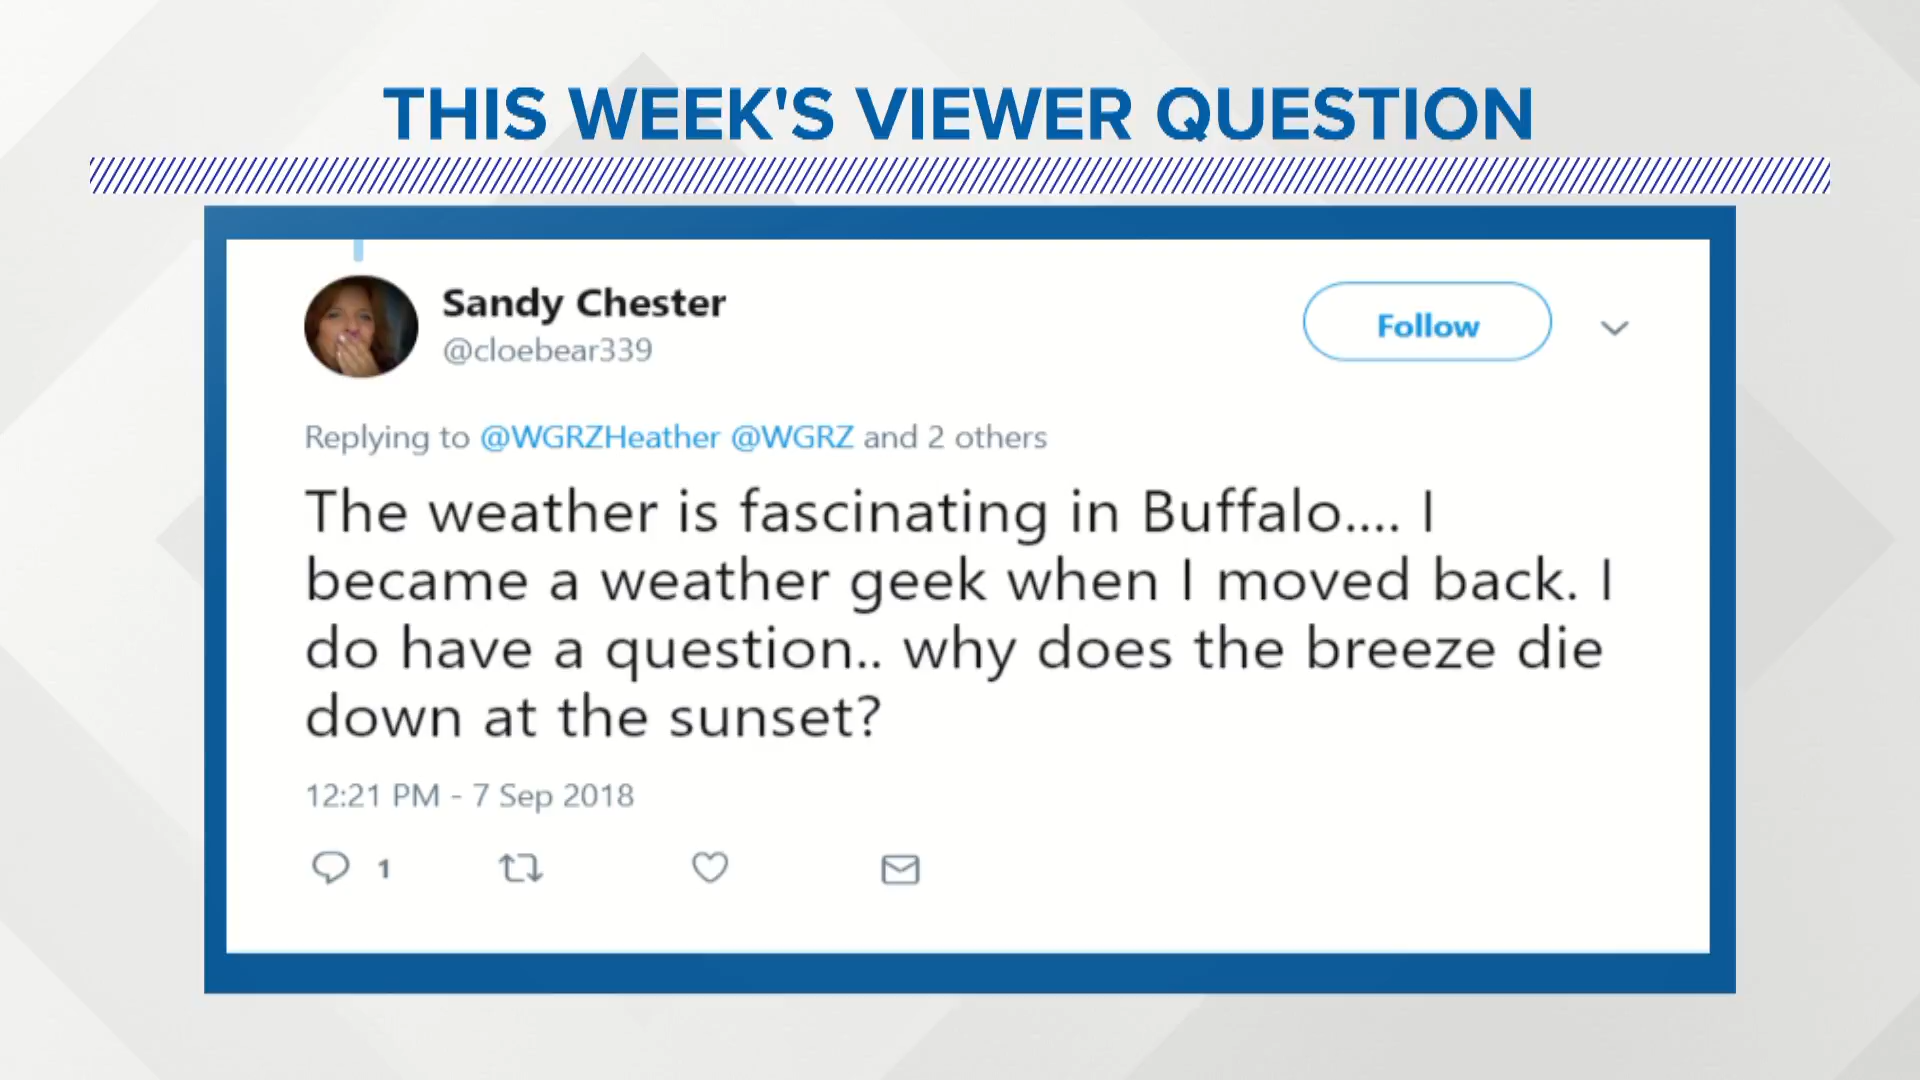 THIS WEEK'S VIEWER QUESTION
Sandy Chester
@cloebear339
Follow
Replying to @WGRZHeather @WGRZ and 2 others
The weather is fascinating in Buffalo.... I
became a weather geek when I moved back. I
do have a question.. why does the breeze die
down at the sunset?
12:21 PM - 7 Sep 2018
1